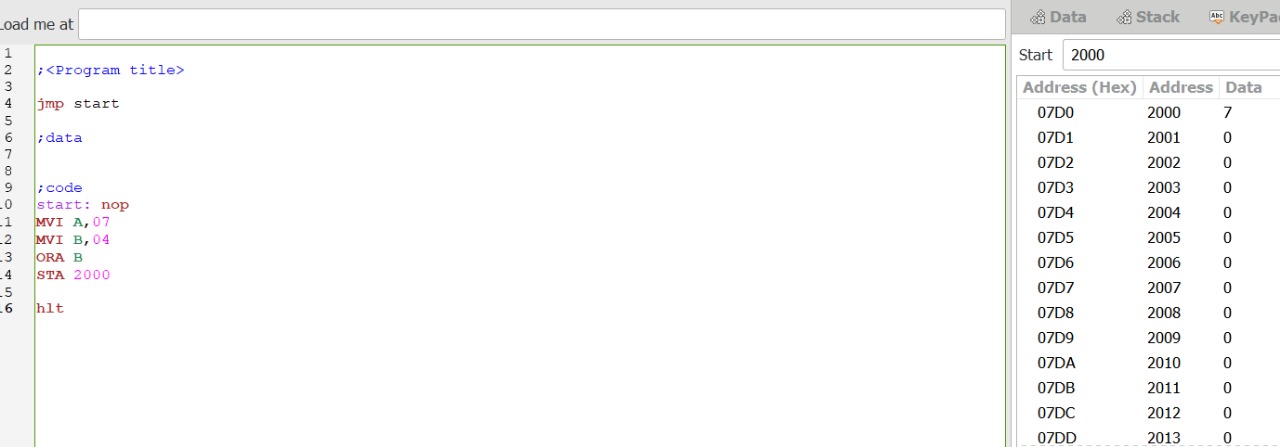 Load me at
1
2 ;<Program title>
3
4 jmp start
5
6 ;data
7
8
9 ;code
10 start: nop
11 MVI A,07
12 MVI B,04
13 ORA B
14 STA 2000
15
16 hlt
Data Stack KeyPa
Start 2000
Address (Hex) Address Data
07D0 2000 7
07D1 2001 0
07D2 2002 0
07D3 2003 0
07D4 2004 0
07D5 2005 0
07D6 2006 0
07D7 2007 0
07D8 2008 0
07D9 2009 0
07DA 2010 0
07DB 2011 0
07DC 2012 0
07DD 2013 0